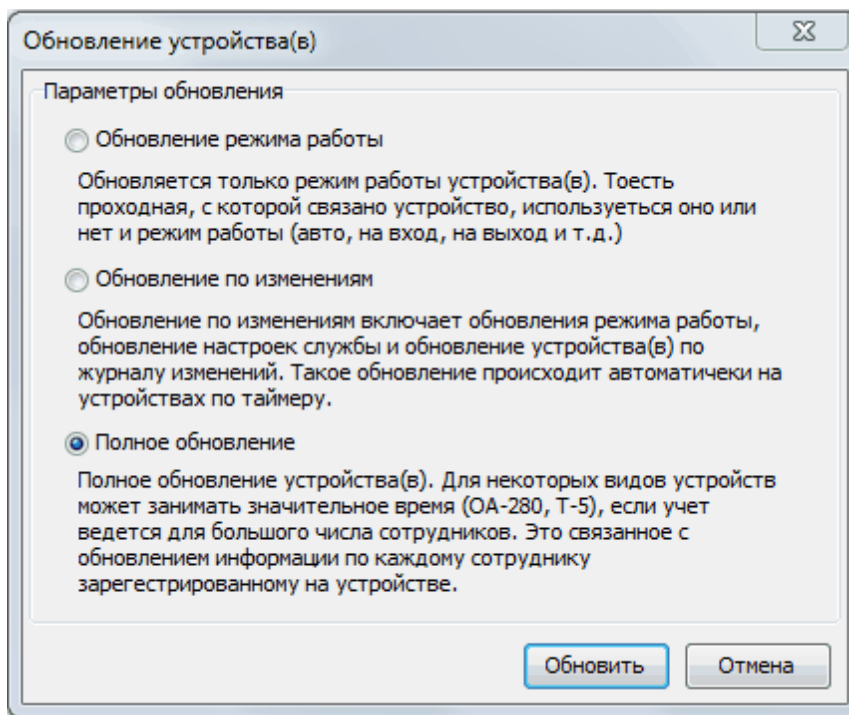 Обновление устройства(в)
Параметры обновления
Обновление режима работы
Обновляется только режим работы устройства(в). Тоесть
проходная, с которой связано устройство, используеться оно или
нет и режим работы (авто, на вход, на выход и т.д.)
Обновление по изменениям
Обновление по изменениям включает обновления режима работы,
обновление настроек службы и обновление устройства(в) по
журналу изменений. Такое обновление происходит автоматичеки на
устройствах по таймеру.
Полное обновление
Полное обновление устройства(в). Для некоторых видов устройств
может занимать значительное время (ОА-280, Т-5), если учет
ведется для большого числа сотрудников. Это связанное с
обновлением информации по каждому сотруднику
зарегестрированному на устройстве.
Обновить
Отмена